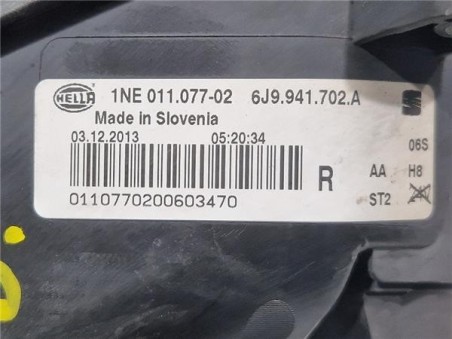 HELLA 1NE 011.077-02 6J9.941.702.A
Made in Slovenia
03.12.2013 05:20:34
06S
R AA H8
0110770200603470
ST2